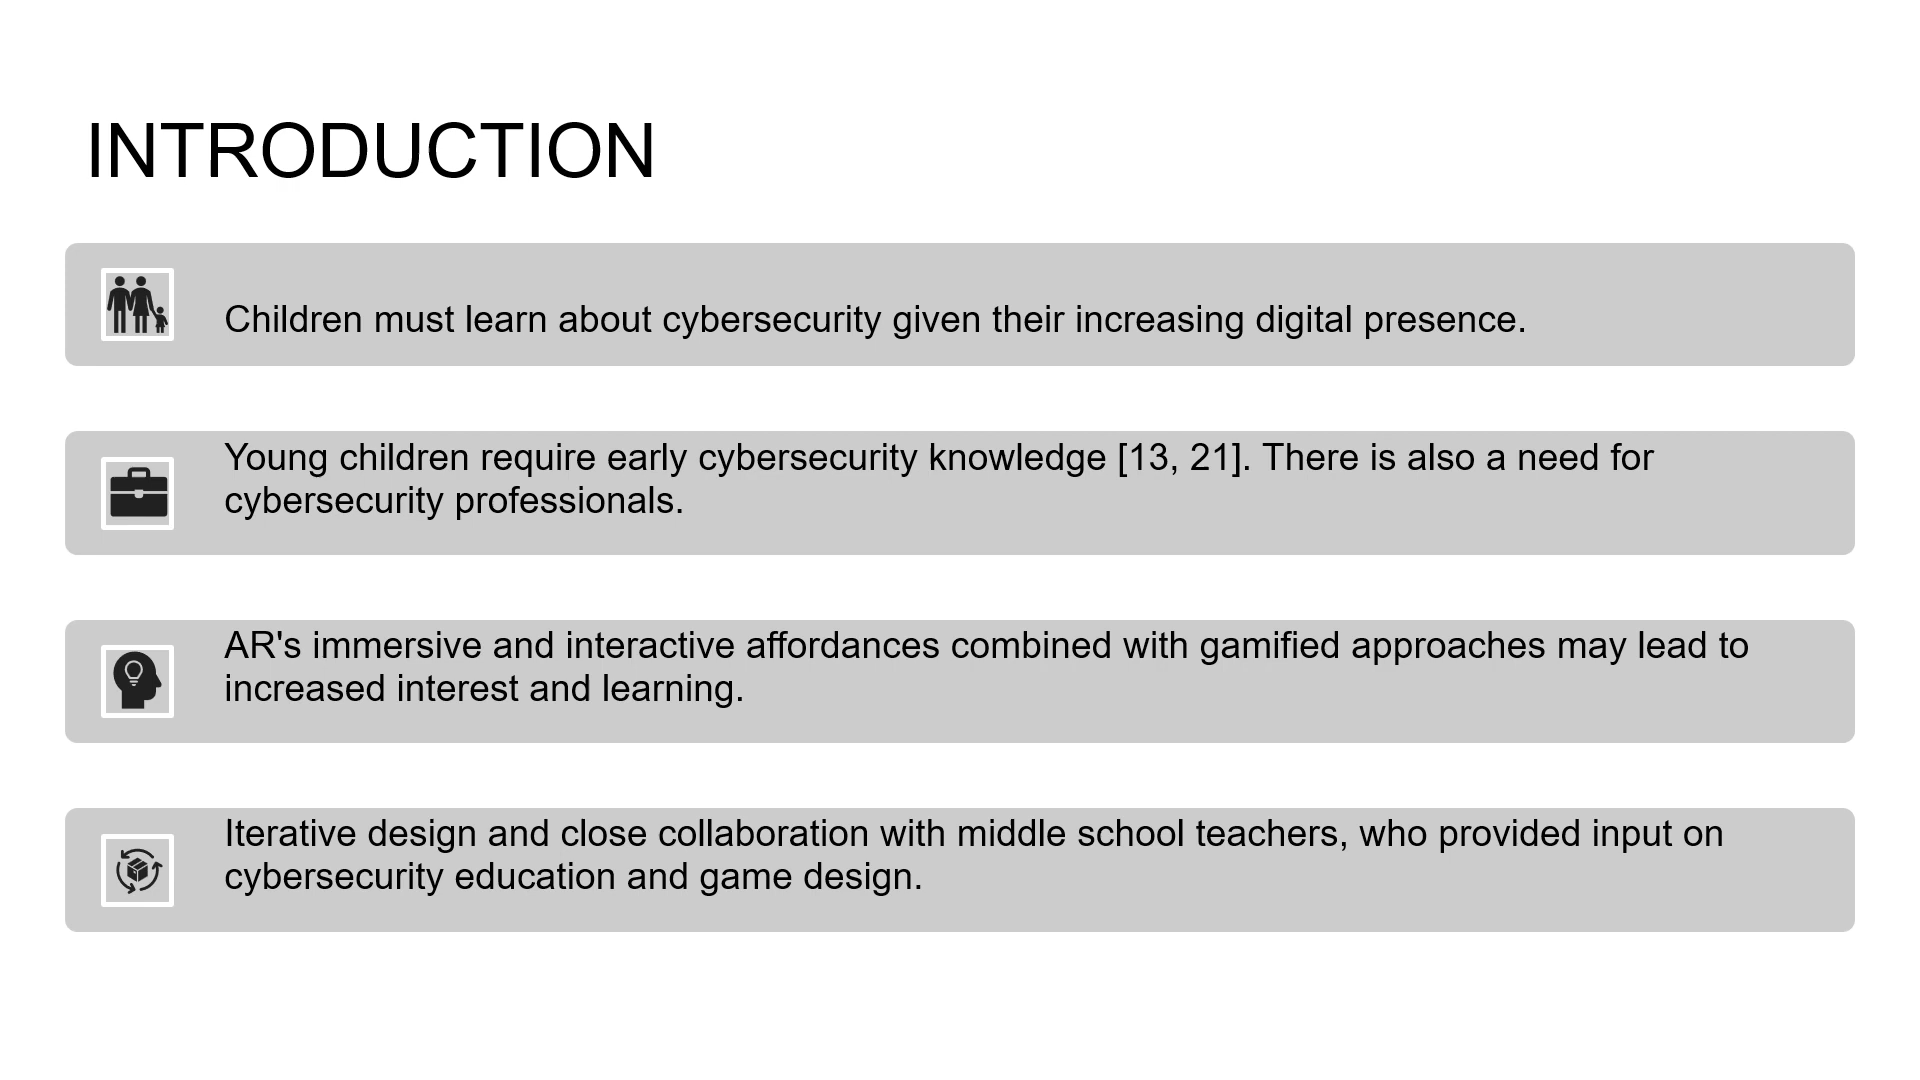 INTRODUCTION
Children must learn about cybersecurity given their increasing digital presence.
Young children require early cybersecurity knowledge [13, 21]. There is also a need for
cybersecurity professionals.
AR's immersive and interactive affordances combined with gamified approaches may lead to
increased interest and learning.
Iterative design and close collaboration with middle school teachers, who provided input on
cybersecurity education and game design.